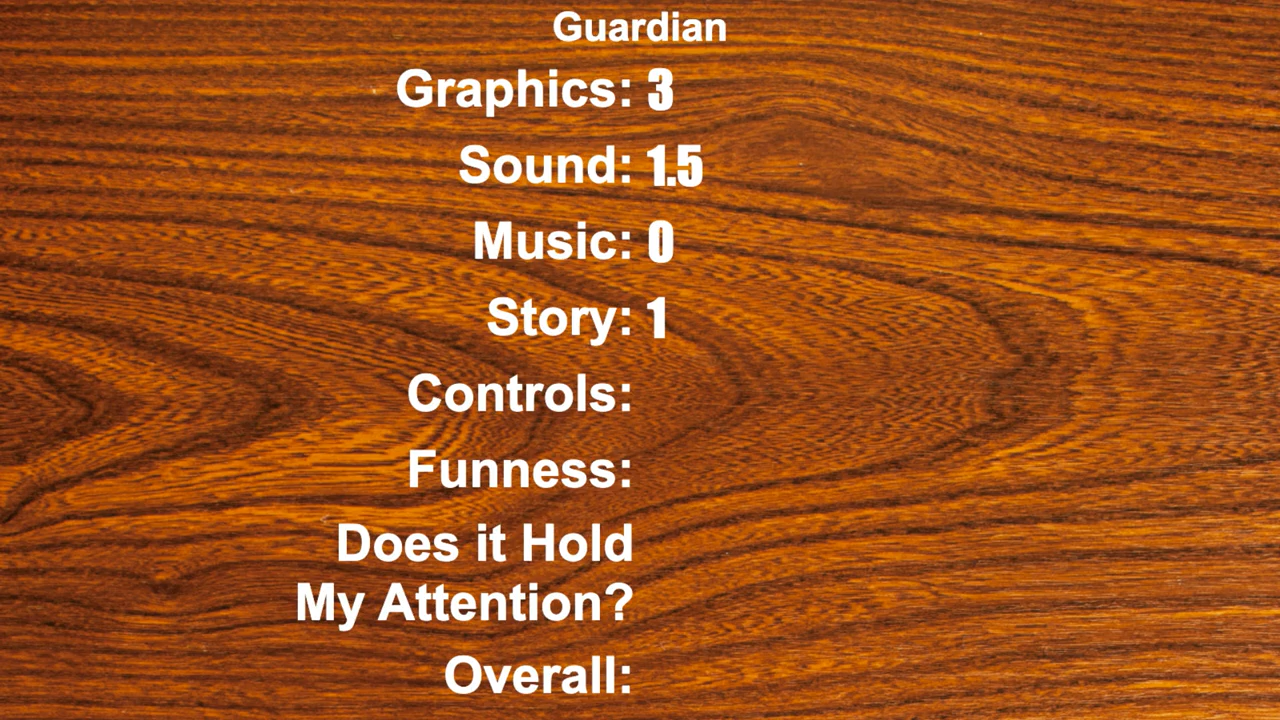 Guardian
Graphics: 3
Sound: 1.5
Music: 0
Story: 1
Controls:
Funness:
Does it Hold
My Attention?
Overall: